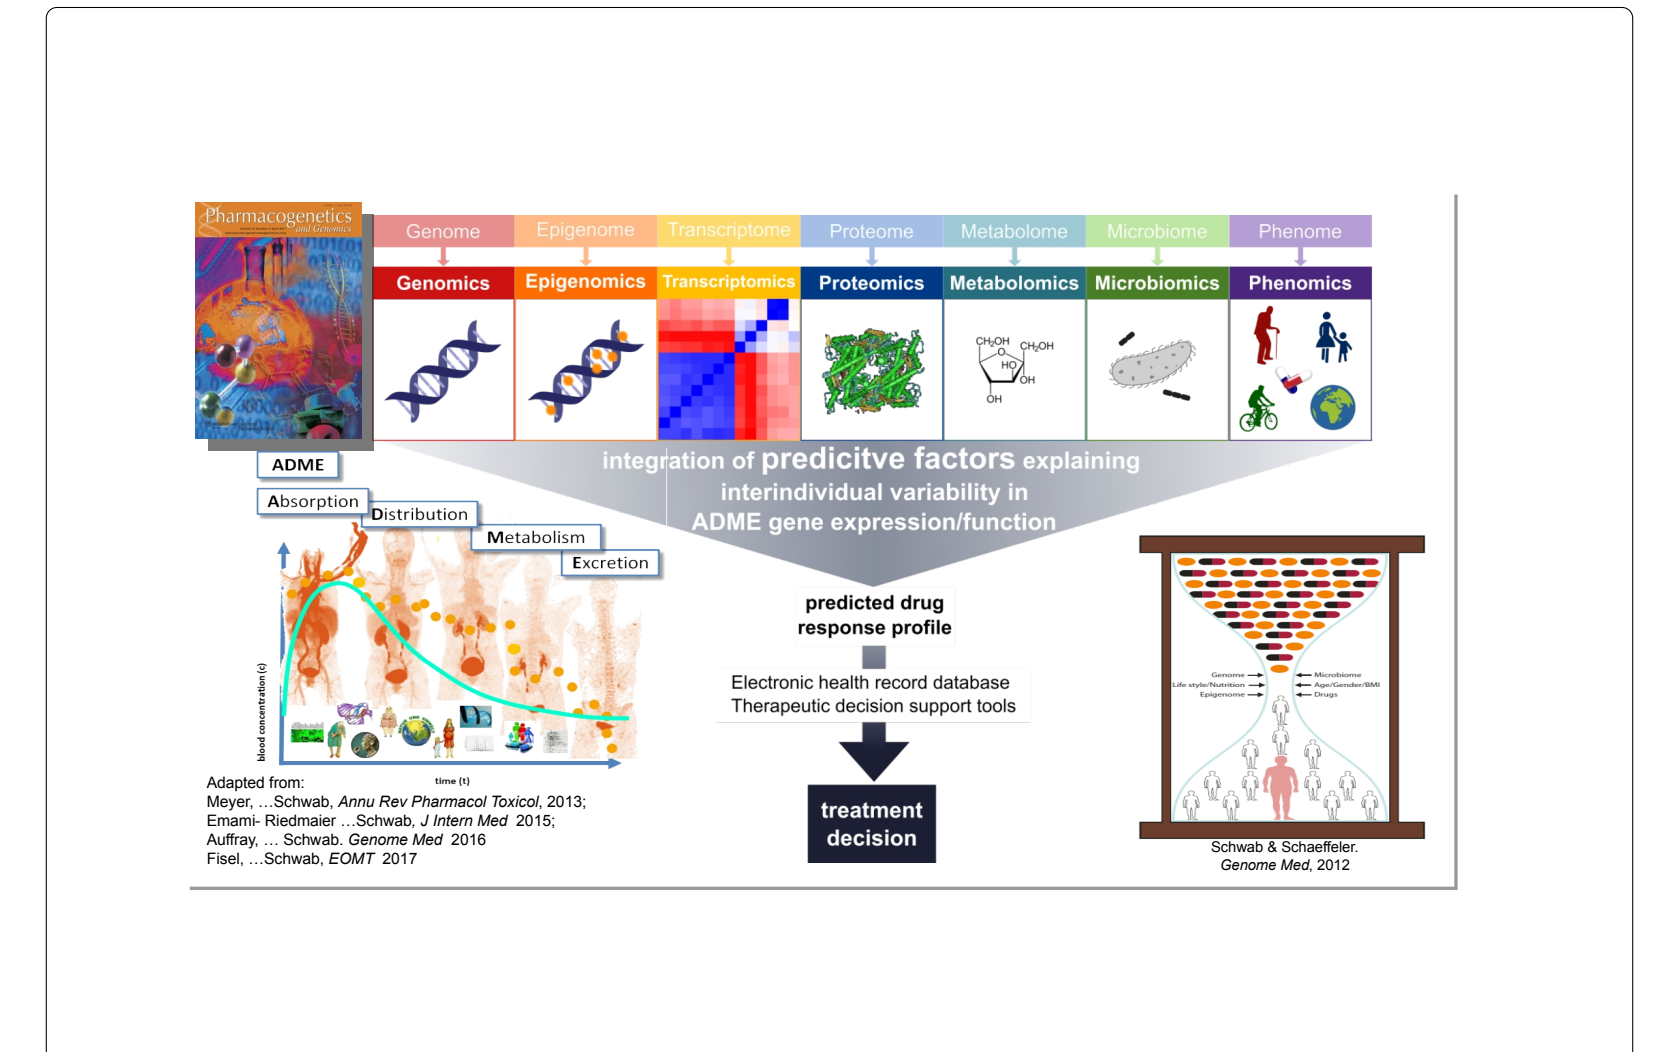 Pharmacogenetics
and Genomics
Genome
Epigenome
Transcriptome
Proteome
Metabolome
Microbiome
Phenome
Genomics
Epigenomics
Transcriptomics
Proteomics
Metabolomics
Microbiomics
Phenomics
CH₂OH
CH₂OH
O
HO
OH
OH
integration of predicitve factors explaining
interindividual variability in
ADME gene expression/function
ADME
Absorption
Distribution
Metabolism
Excretion
blood concentration (c)
time (t)
predicted drug
response profile
Electronic health record database
Therapeutic decision support tools
treatment
decision
Genome
Life style/Nutrition
Epigenome
Microbiome
Age/Gender/BMI
Drugs
Adapted from:
Meyer, …Schwab, Annu Rev Pharmacol Toxicol, 2013;
Emami- Riedmaier …Schwab, J Intern Med 2015;
Auffray, … Schwab. Genome Med 2016
Fisel, …Schwab, EOMT 2017
Schwab & Schaeffeler.
Genome Med, 2012